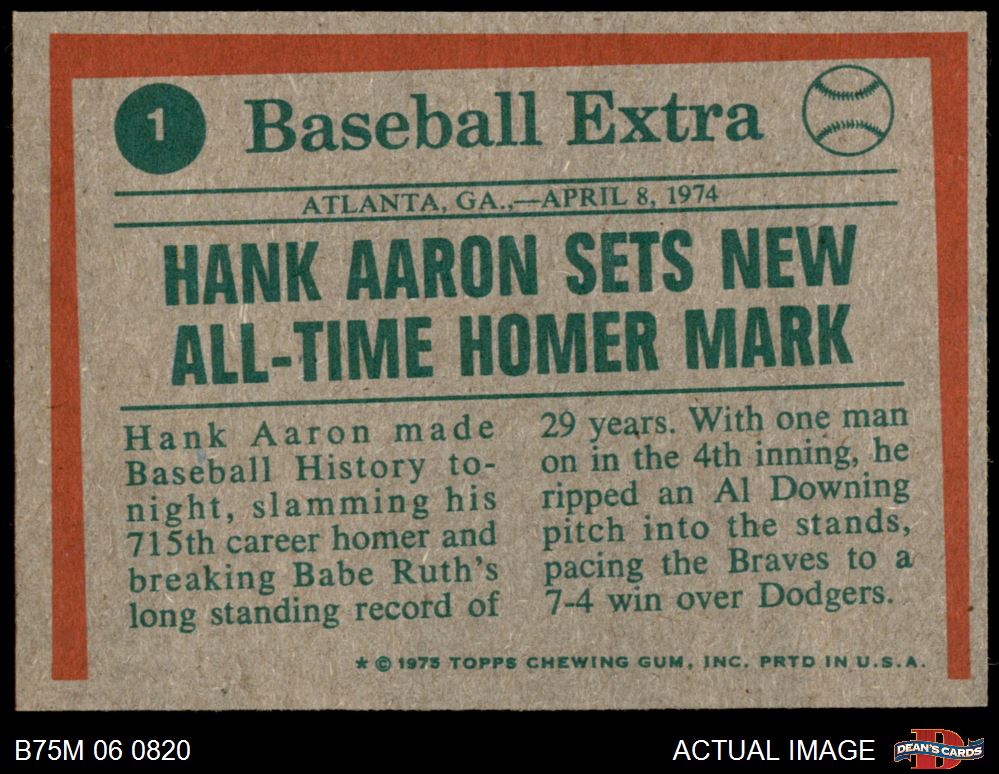 1
Baseball Extra
ATLANTA, GA.,—APRIL 8, 1974
HANK AARON SETS NEW
ALL-TIME HOMER MARK
Hank Aaron made
Baseball History to-
night, slamming his
715th career homer and
breaking Babe Ruth's
long standing record of
29 years. With one man
on in the 4th inning, he
ripped an Al Downing
pitch into the stands,
pacing the Braves to a
7-4 win over Dodgers.
* © 1975 TOPPS CHEWING GUM, INC. PRTD IN U.S.A.
B75M 06 0820
ACTUAL IMAGE
DEAN'S CARDS